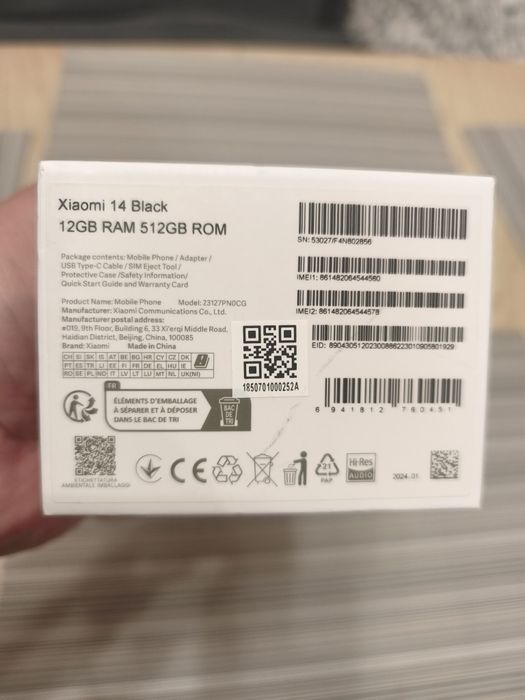 Xiaomi 14 Black
12GB RAM 512GB ROM
Package contents: Mobile Phone / Adapter /
USB Type-C Cable / SIM Eject Tool /
Protective Case /Safety Information/
Quick Start Guide and Warranty Card
Product Name: Mobile Phone Model: 23127PN0CG
Manufacturer: Xiaomi Communications Co., Ltd.
Manufacturer postal address:
#019, 9th Floor, Building 6, 33 Xi'erqi Middle Road,
Haidian District, Beijing, China, 100085
Brand: Xiaomi Made in China
CH SI SK IS AT BE BG HR CY CZ DK
PT ES TR LI EE FI FR DE EL HU IE
RO SE PL NO IT LV LT LU MT NL UK(NI)
SN: 53027/F4N802856
IMEI1: 861482064544560
IMEI2: 861482064544578
EID: 89043051202300886223010905801929
6 941812 760451
1850701000252A
FR
ÉLÉMENTS D'EMBALLAGE
À SÉPARER ET À DÉPOSER
DANS LE BAC DE TRI
BAC
DE
TRI
ETICHETTATURA
AMBIENTALE IMBALLAGGI
CE
21
PAP
Hi-Res
AUDIO
2024.01